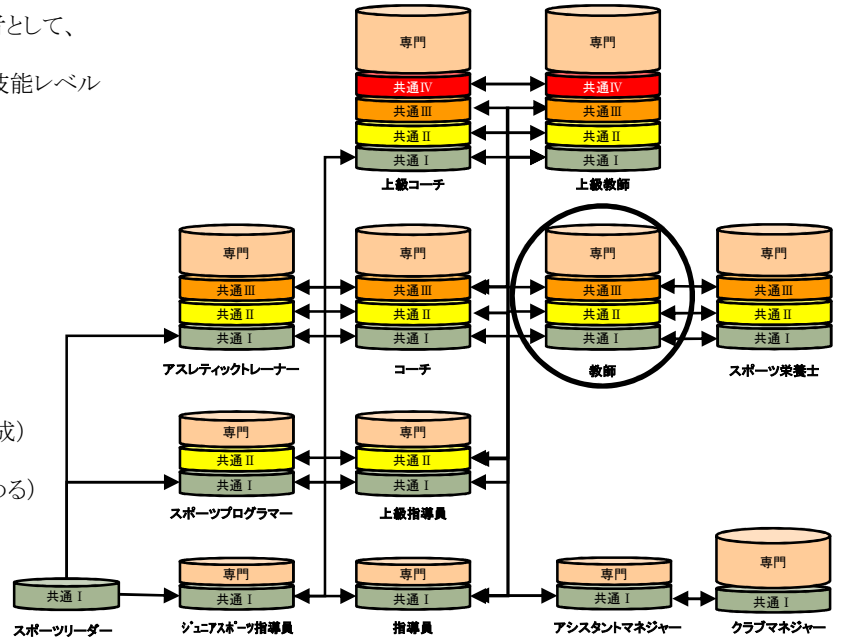 として、
技能レベル
成)
める)
専門
共通Ⅳ
共通Ⅲ
共通Ⅱ
共通Ⅰ
上級コーチ
専門
共通Ⅳ
共通Ⅲ
共通Ⅱ
共通Ⅰ
上級教師
専門
共通Ⅲ
共通Ⅱ
共通Ⅰ
アスレティックトレーナー
専門
共通Ⅲ
共通Ⅱ
共通Ⅰ
コーチ
専門
共通Ⅲ
共通Ⅱ
共通Ⅰ
教師
専門
共通Ⅲ
共通Ⅱ
共通Ⅰ
スポーツ栄養士
専門
共通Ⅱ
共通Ⅰ
スポーツプログラマー
専門
共通Ⅱ
共通Ⅰ
上級指導員
共通Ⅰ
スポーツリーダー
専門
共通Ⅰ
ジュニアスポーツ指導員
専門
共通Ⅰ
指導員
専門
共通Ⅰ
アシスタントマネジャー
専門
共通Ⅰ
クラブマネジャー